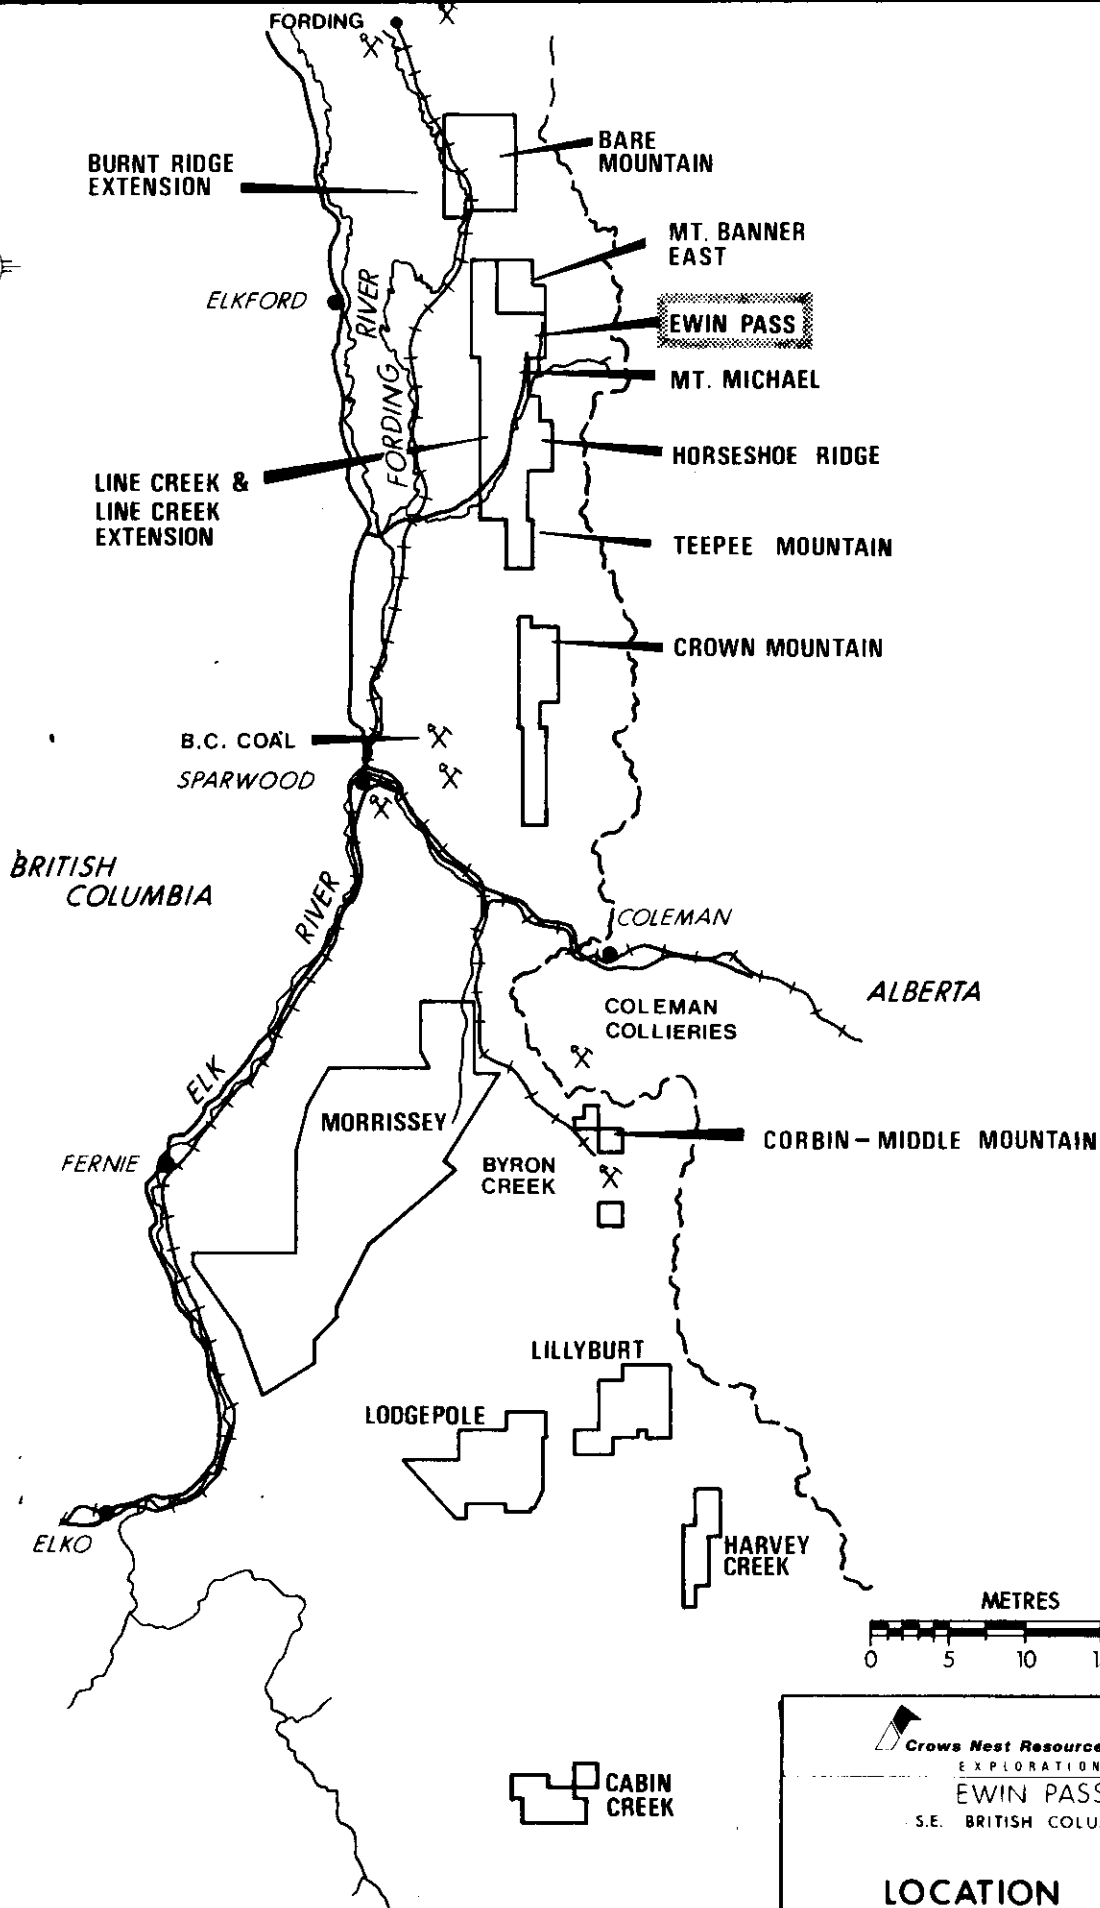 FORDING
BARE
MOUNTAIN
BURNT RIDGE
EXTENSION
MT. BANNER
EAST
ELKFORD
RIVER
FORDING
EWIN PASS
MT. MICHAEL
HORSESHOE RIDGE
LINE CREEK &
LINE CREEK
EXTENSION
TEEPEE MOUNTAIN
CROWN MOUNTAIN
B.C. COAL
SPARWOOD
BRITISH
COLUMBIA
RIVER
ELK
COLEMAN
ALBERTA
COLEMAN
COLLIERIES
MORRISSEY
CORBIN - MIDDLE MOUNTAIN
FERNIE
BYRON
CREEK
LILLYBURT
LODGEPOLE
ELKO
HARVEY
CREEK
METRES
0 5 10
CABIN
CREEK
Crows Nest Resource
EXPLORATION
EWIN PASS
S.E. BRITISH COLU
LOCATION